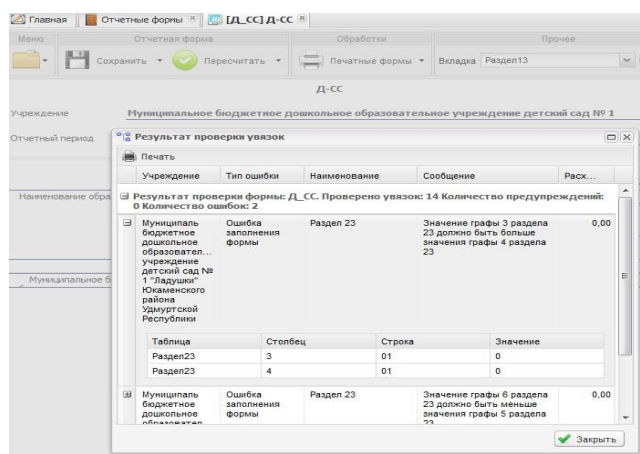 Главная Отчетные формы [Д_СС] Д-СС
Меню Отчетная форма Обработки Прочее
Сохранить Пересчитать Печатные формы Вкладка Раздел13
Д-СС
Учреждение Муниципальное бюджетное дошкольное образовательное учреждение детский сад № 1
Отчетный период
Результат проверки увязок
Печать
Учреждение Тип ошибки Наименование Сообщение Расх...
Наименование обра
Результат проверки формы: Д_СС. Проверено увязок: 14 Количество предупреждений:
0 Количество ошибок: 2
Муниципаль Ошибка Раздел 23 Значение графы 3 раздела 0,00
бюджетное заполнения 23 должно быть больше
дошкольное формы значения графы 4 раздела
образовател... 23
учреждение
детский сад №
1 "Ладушки"
Юкаменского
района
Удмуртской
Республики
Муниципальное б
Таблица Столбец Строка Значение
Раздел23 3 01 0
Раздел23 4 01 0
Муниципаль Ошибка Раздел 23 Значение графы 6 раздела 0,00
бюджетное заполнения 23 должно быть меньше
дошкольное формы значения графы 5 раздела
образовател 23
Закрыть